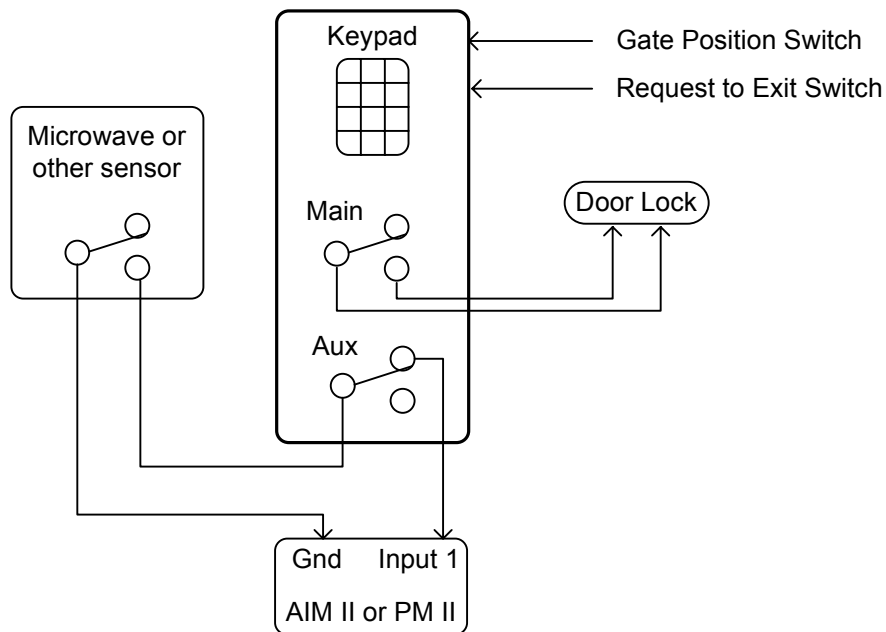 Keypad
Gate Position Switch
Request to Exit Switch
Microwave or
other sensor
Main
Door Lock
Aux
Gnd Input 1
AIM II or PM II